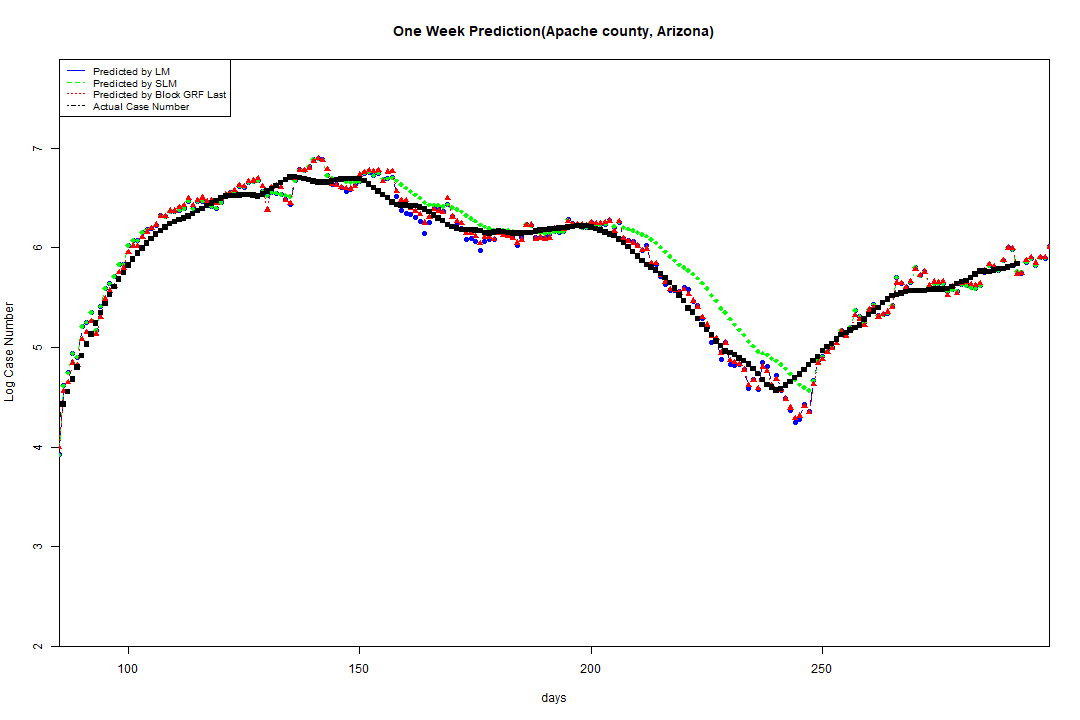 One Week Prediction(Apache county, Arizona)
Predicted by LM
Predicted by SLM
Predicted by Block GRF Last
Actual Case Number
7
6
5
4
3
2
Log Case Number
100 150 200 250
days